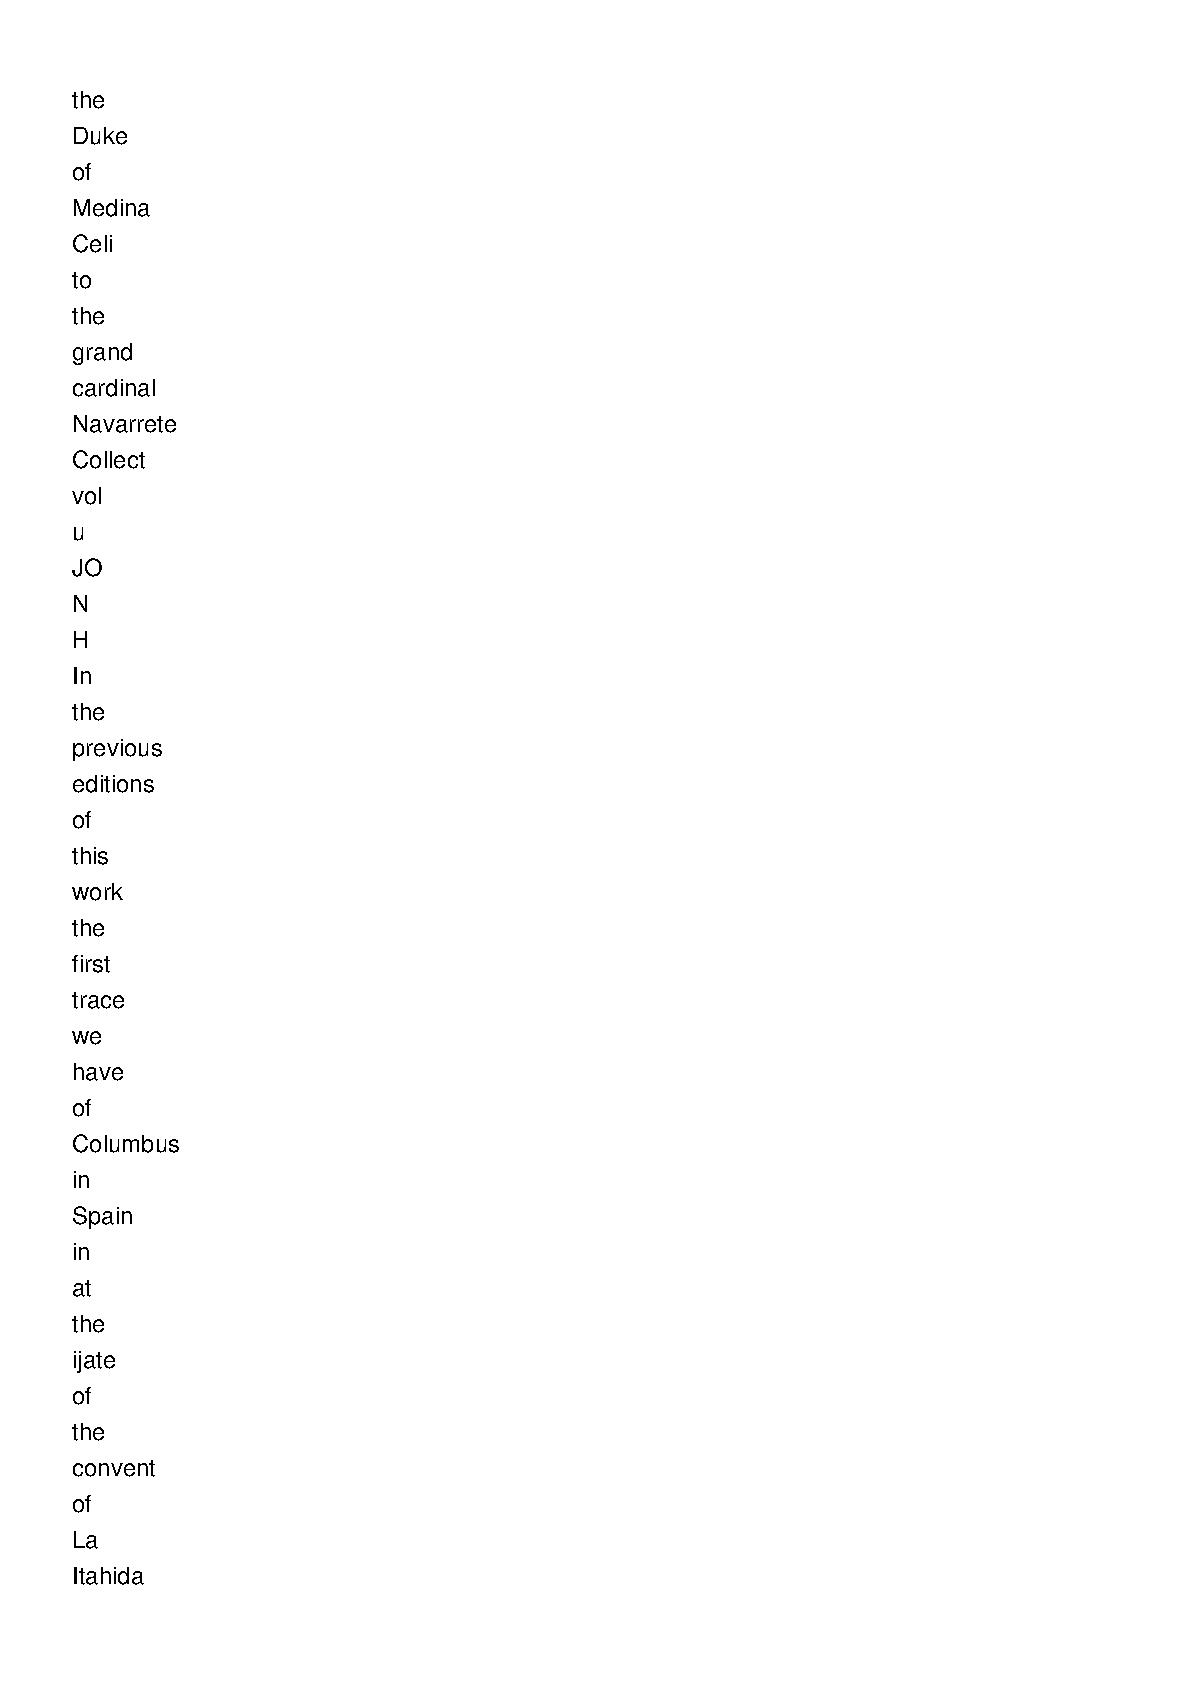 the
Duke
of
Medina
Celi
to
the
grand
cardinal
Navarrete
Collect
vol
u
JO
N
H
In
the
previous
editions
of
this
work
the
first
trace
we
have
of
Columbus
in
Spain
in
at
the
ijate
of
the
convent
of
La
Itahida